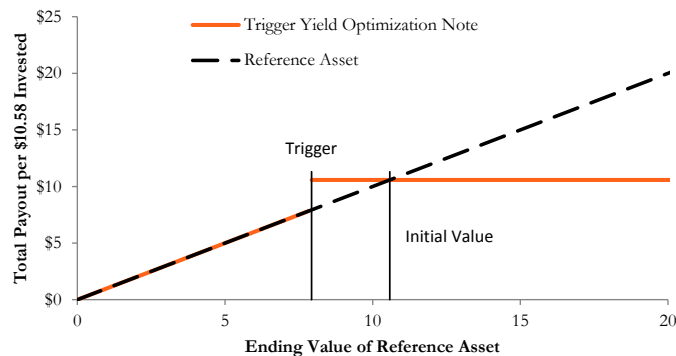 $25
Trigger Yield Optimization Note
Reference Asset
$20
$15
Trigger
$10
Initial Value
$5
$0
0
5
10
15
20
Total Payout per $10.58 Invested
Ending Value of Reference Asset